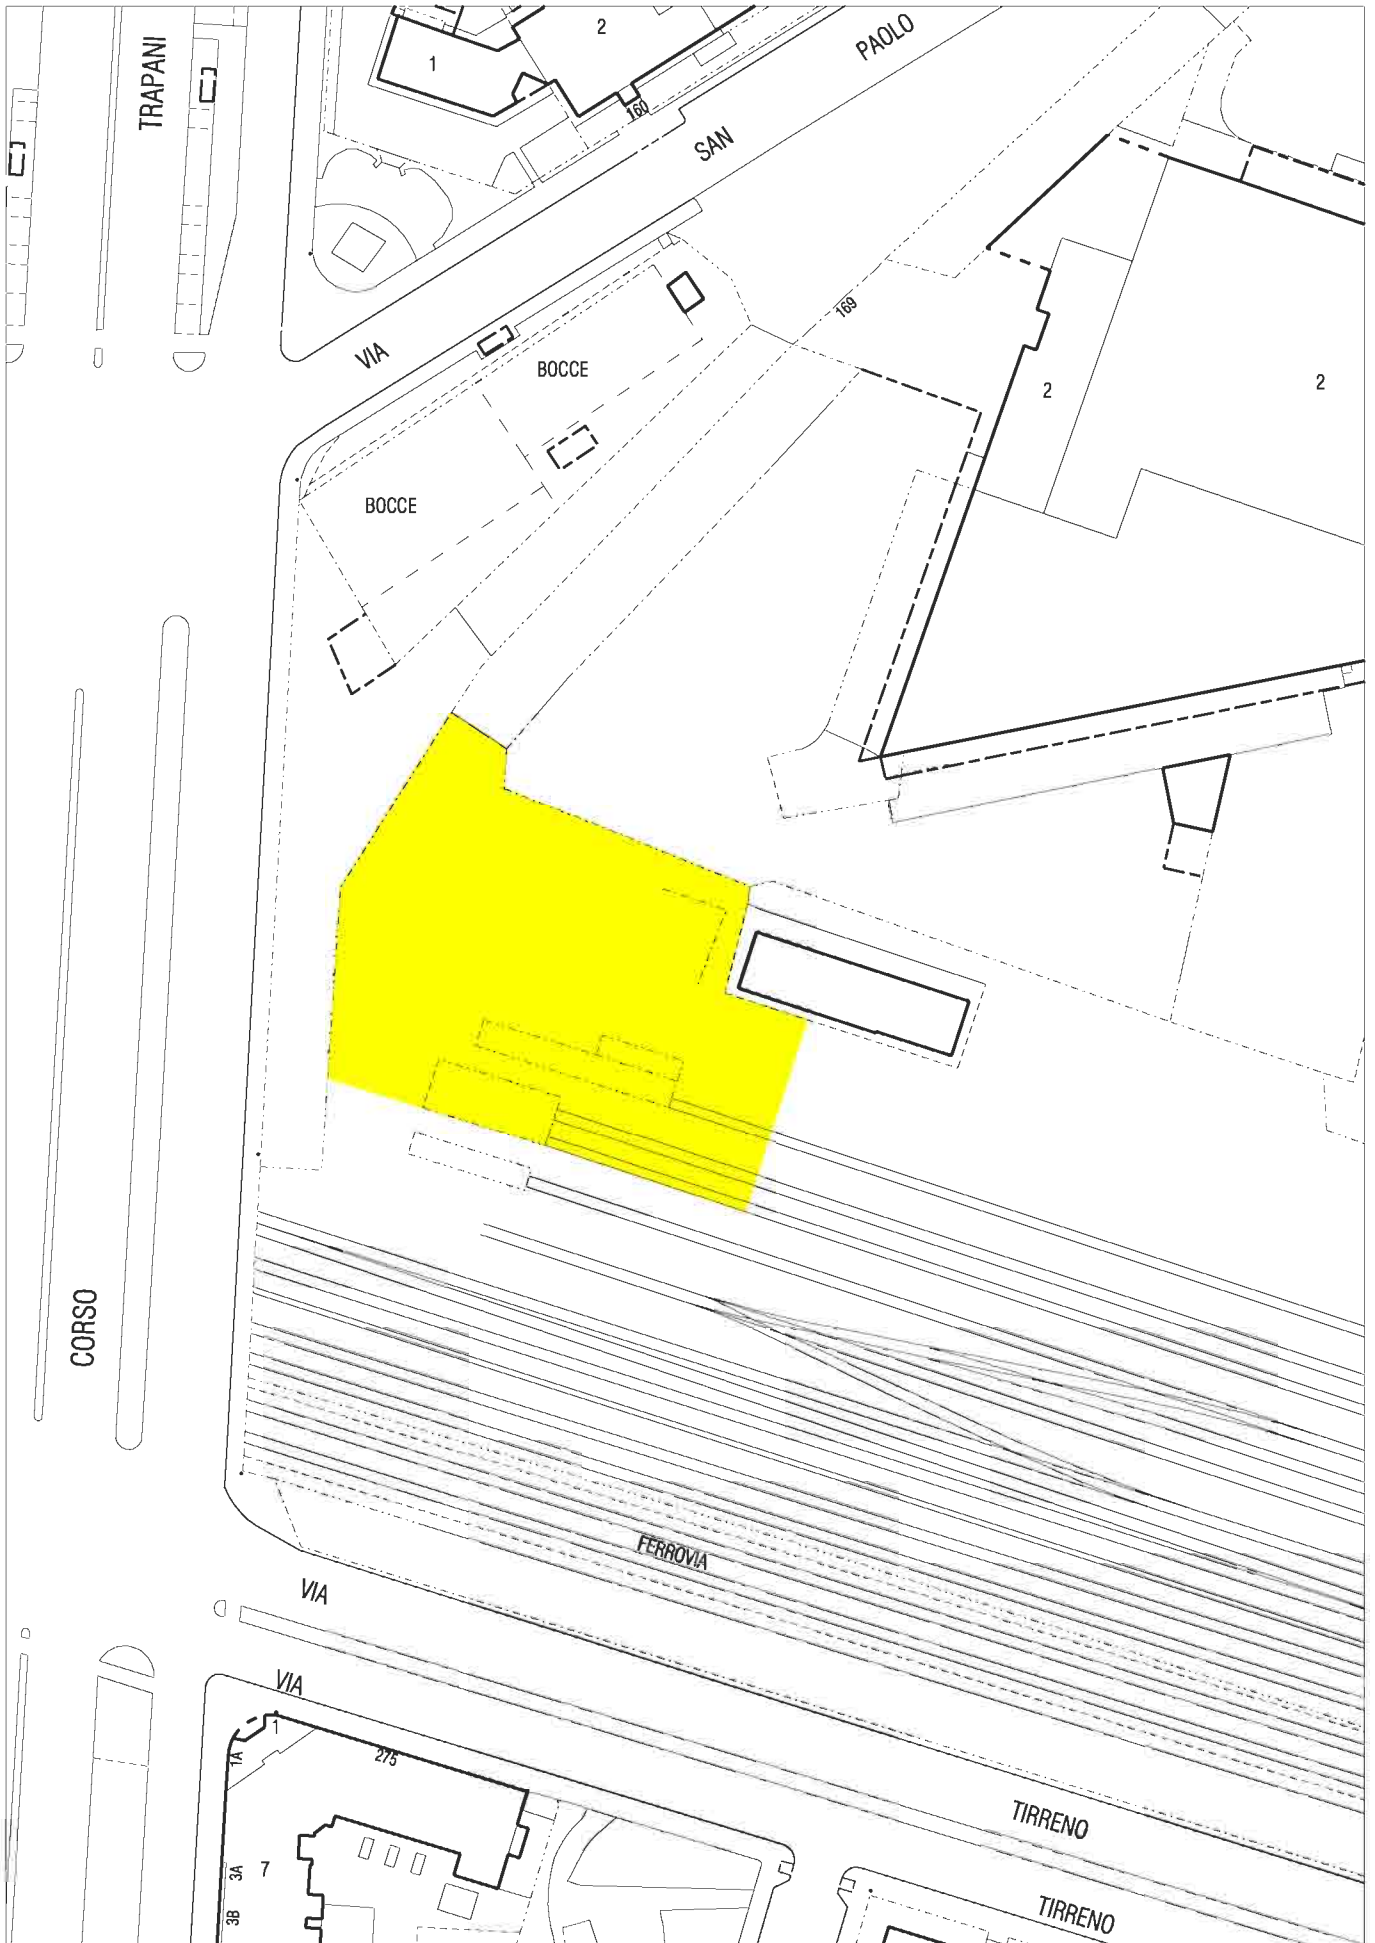 2
PAOLO
TRAPANI
1
160
SAN
169
VIA
BOCCE
2
2
BOCCE
CORSO
FERROVIA
VIA
VIA
1
1A
275
TIRRENO
3A
7
3B
TIRRENO